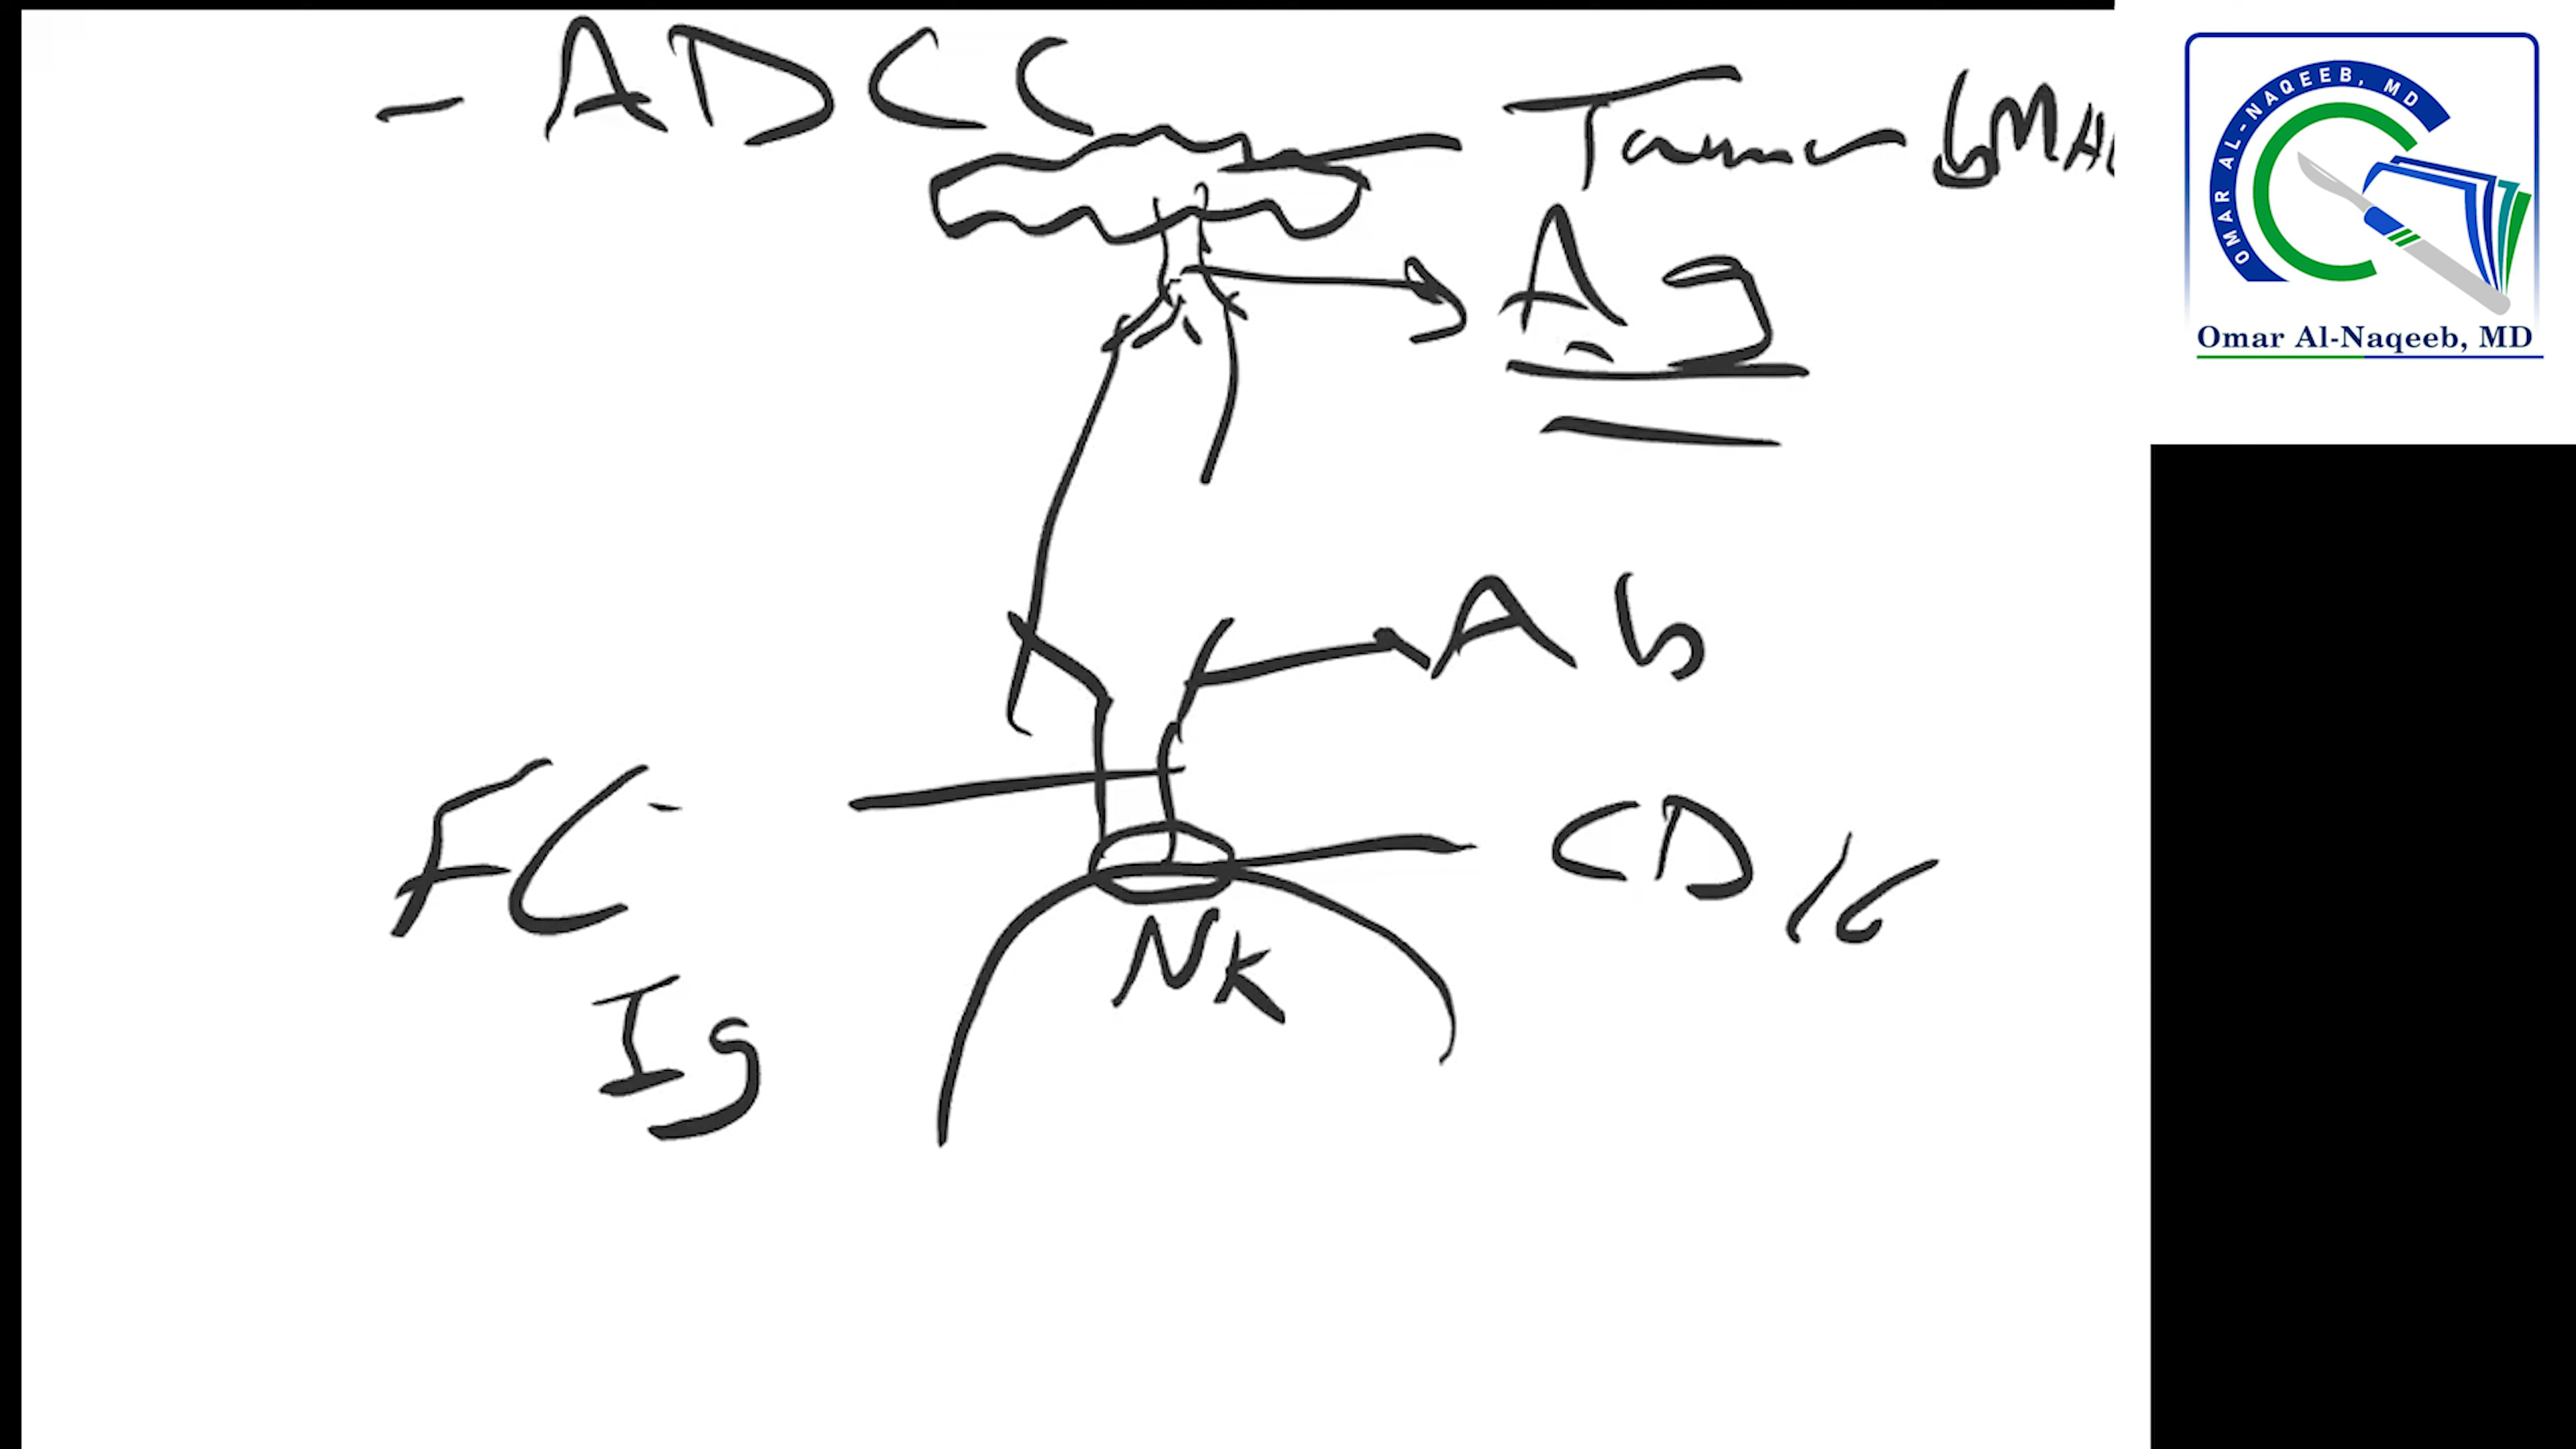 - ADCC
Tumor
Ag
Ab
FC
CD16
NK
Ig
OMAR AL-NAQEEB, MD
Omar Al-Naqeeb, MD